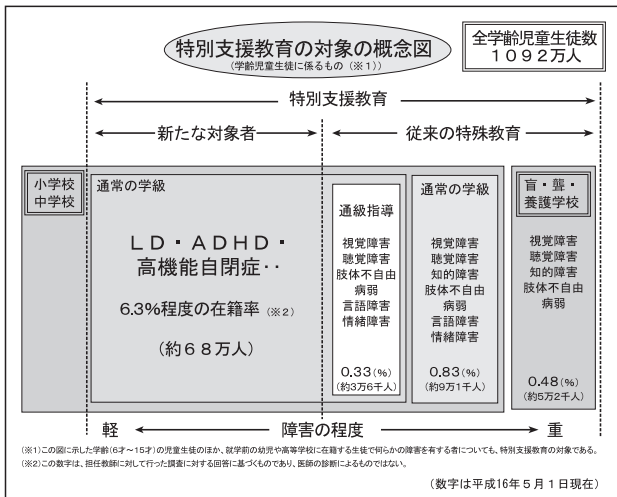 特別支援教育の対象の概念図
(学齢児童生徒に係るもの（※1）)
全学齢児童生徒数
1092万人
特別支援教育
新たな対象者
従来の特殊教育
小学校
中学校
通常の学級
LD・ADHD・
高機能自閉症‥
6.3%程度の在籍率 (※2)
(約68万人)
通級指導
視覚障害
聴覚障害
肢体不自由
病弱
言語障害
情緒障害
0.33(%)
(約3万6千人)
通常の学級
視覚障害
聴覚障害
知的障害
肢体不自由
病弱
言語障害
情緒障害
0.83(%)
(約9万1千人)
盲・聾・
養護学校
視覚障害
聴覚障害
知的障害
肢体不自由
病弱
0.48(%)
(約5万2千人)
軽
障害の程度
重
(※1)この図に示した学齢(6才～15才)の児童生徒のほか、就学前の幼児や高等学校に在籍する生徒で何らかの障害を有する者についても、特別支援教育の対象である。
(※2)この数字は、担任教師に対して行った調査に対する回答に基づくものであり、医師の診断によるものではない。
(数字は平成16年5月1日現在)